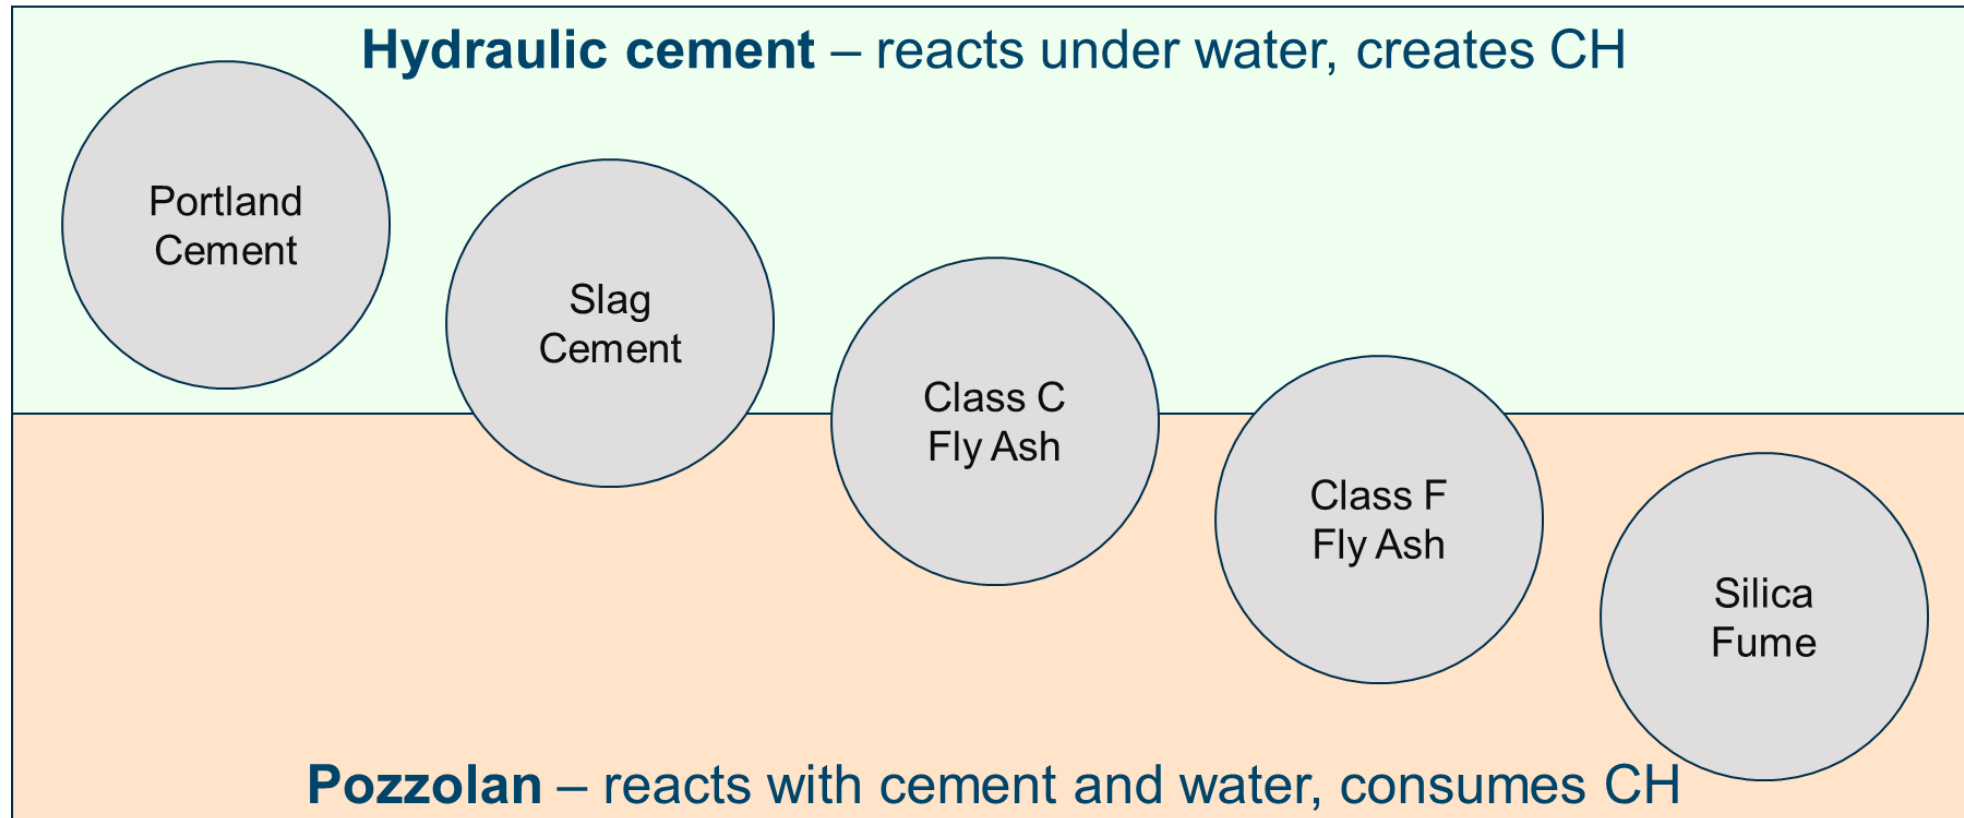 Hydraulic cement – reacts under water, creates CH
Portland
Cement
Slag
Cement
Class C
Fly Ash
Class F
Fly Ash
Silica
Fume
Pozzolan – reacts with cement and water, consumes CH